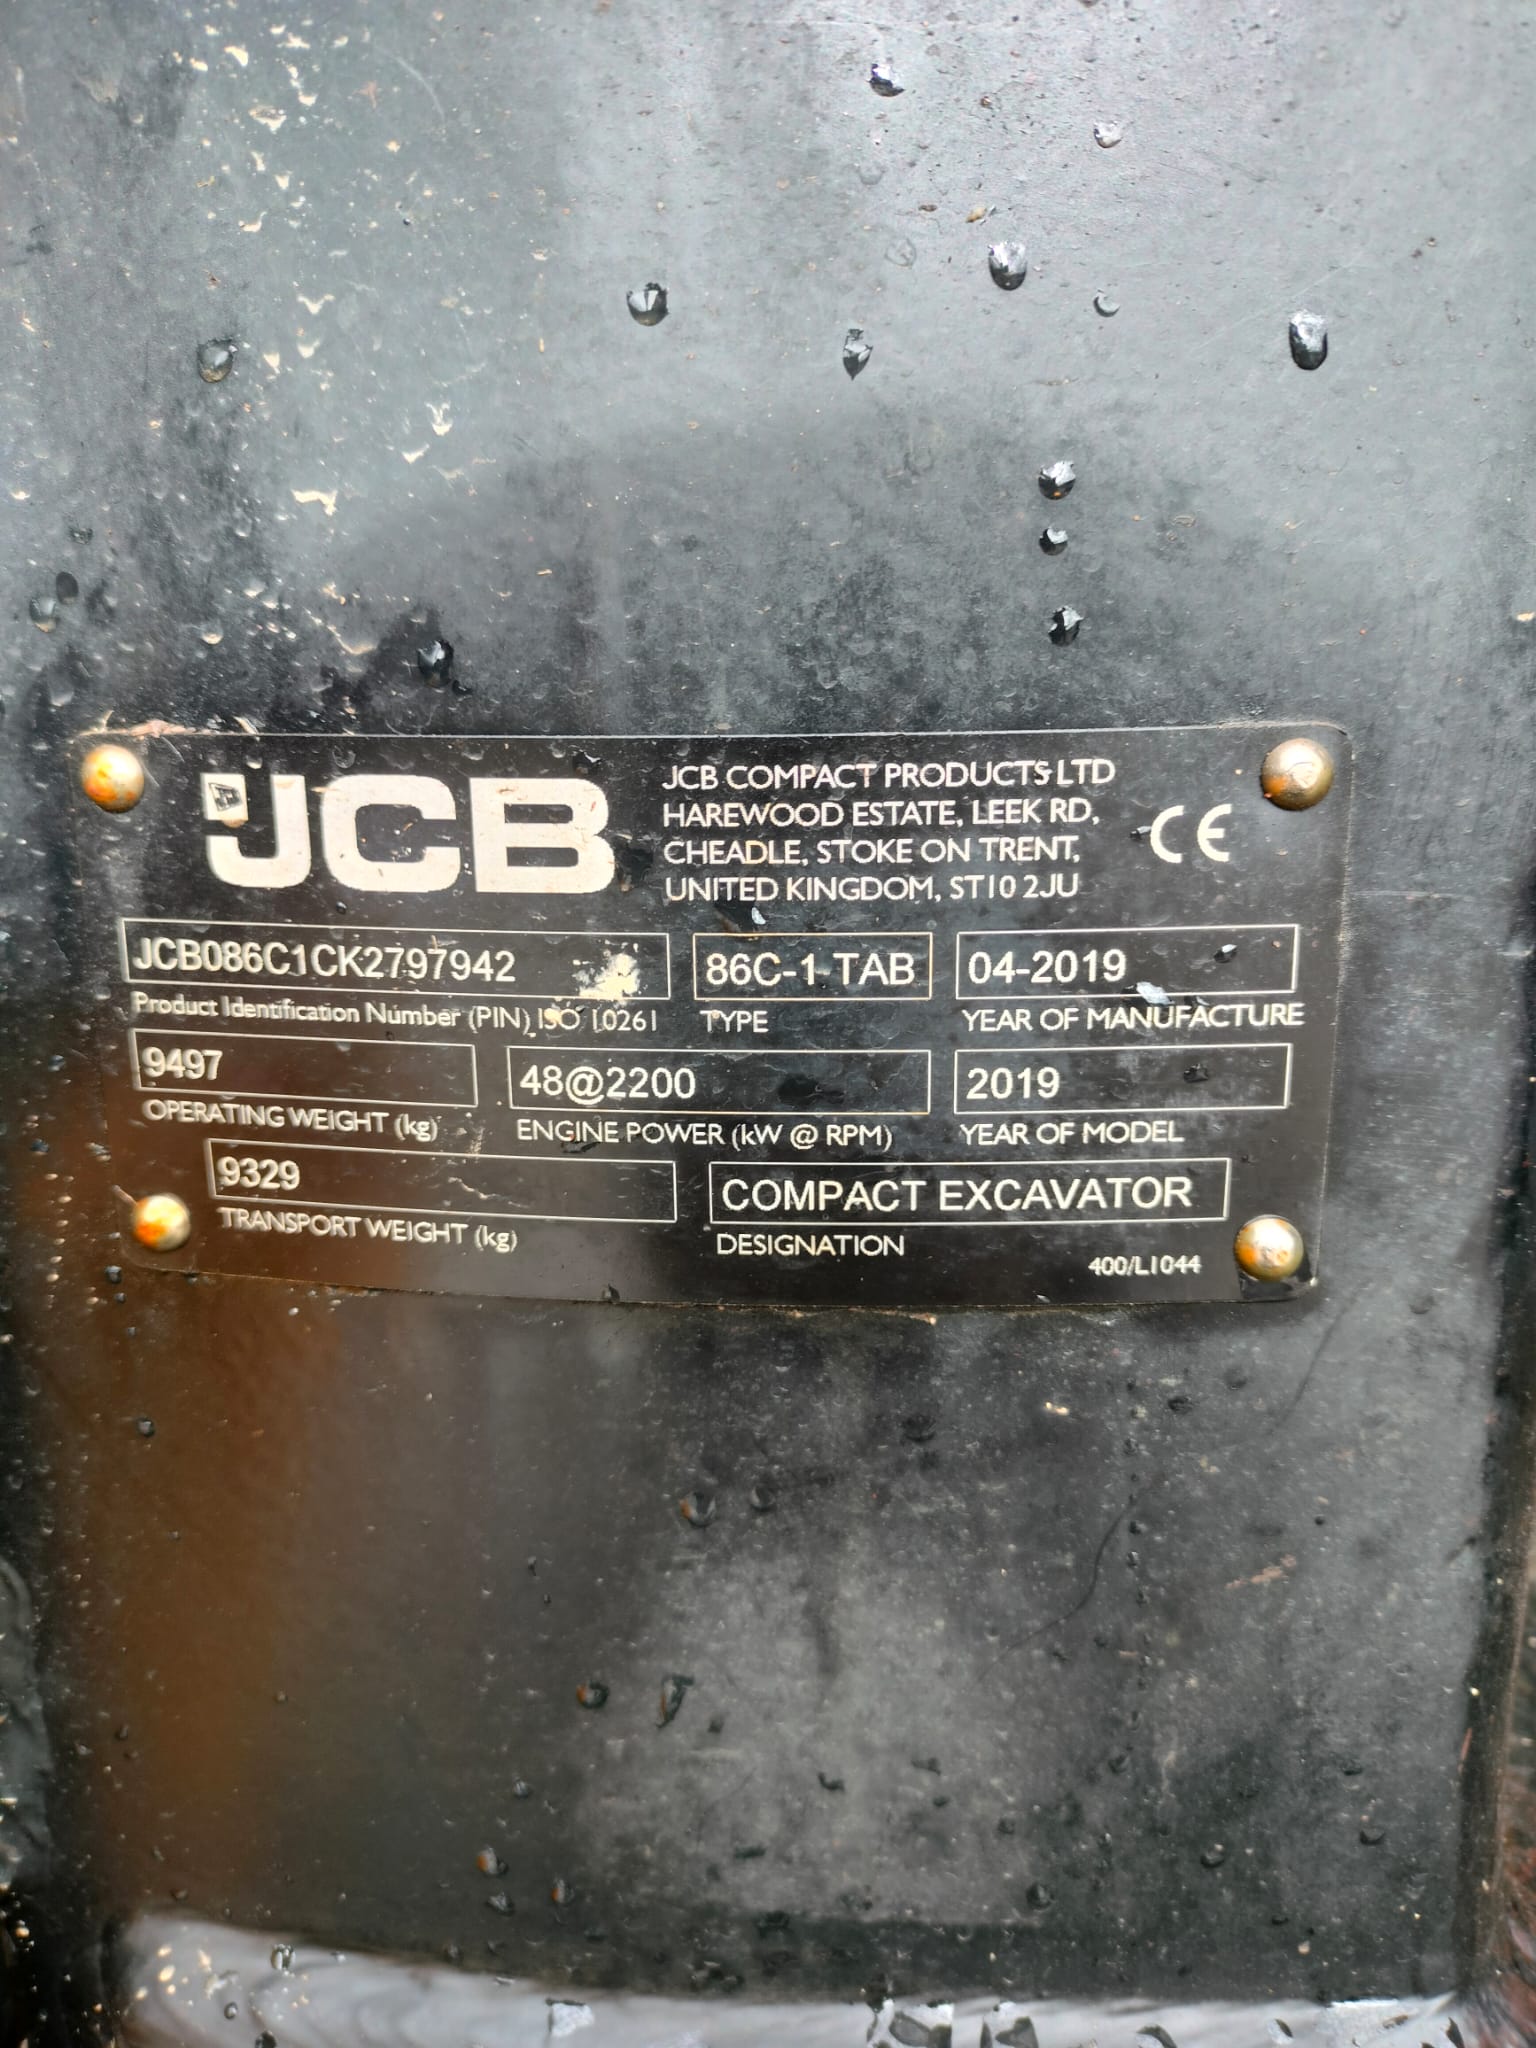 JCB
JCB COMPACT PRODUCTS LTD
HAREWOOD ESTATE, LEEK RD,
CHEADLE, STOKE ON TRENT,
UNITED KINGDOM, ST10 2JU
CE
JCB086C1CK2797942
Product Identification Number (PIN) ISO 10261
86C-1 TAB
TYPE
04-2019
YEAR OF MANUFACTURE
9497
OPERATING WEIGHT (kg)
48@2200
ENGINE POWER (kW @ RPM)
2019
YEAR OF MODEL
9329
TRANSPORT WEIGHT (kg)
COMPACT EXCAVATOR
DESIGNATION
400/L1044